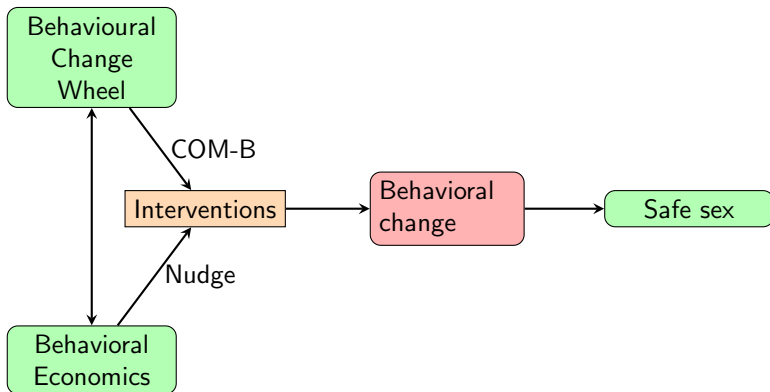 Behavioural
Change
Wheel
COM-B
Interventions
Behavioral
change
Safe sex
Nudge
Behavioral
Economics